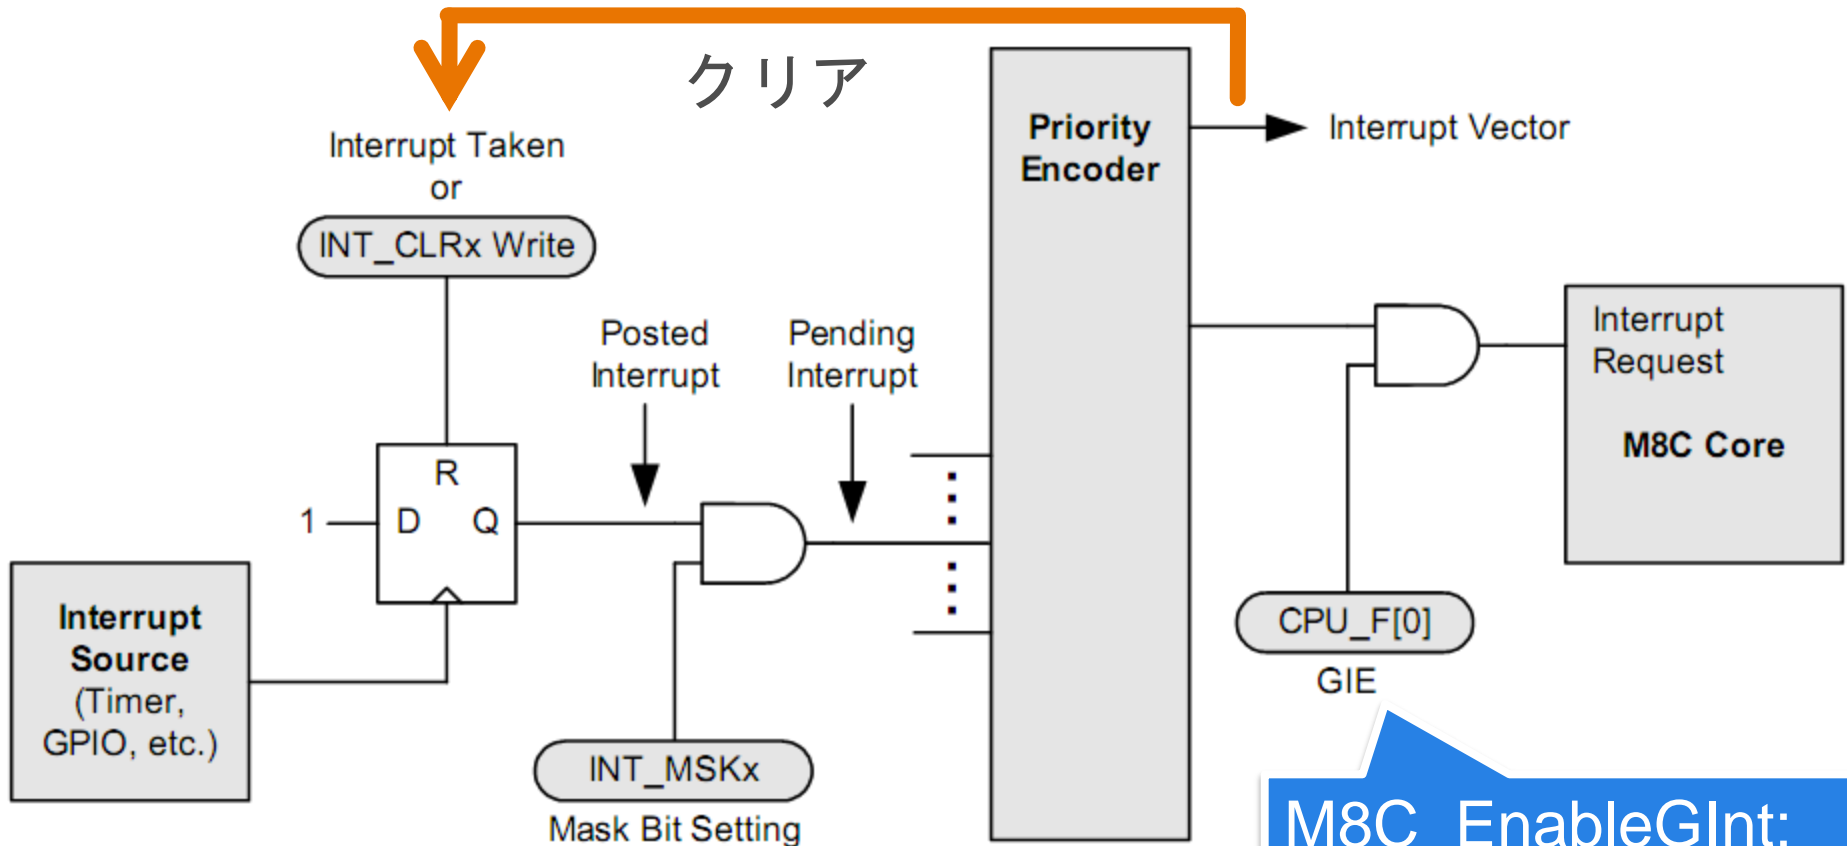 クリア
Interrupt Taken
or
INT_CLRx Write
Priority
Encoder
Interrupt Vector
Posted
Interrupt
Pending
Interrupt
Interrupt
Request
M8C Core
R
1
D
Q
Interrupt
Source
(Timer,
GPIO, etc.)
CPU_F[0]
GIE
INT_MSKx
Mask Bit Setting
M8C_EnableGInt;